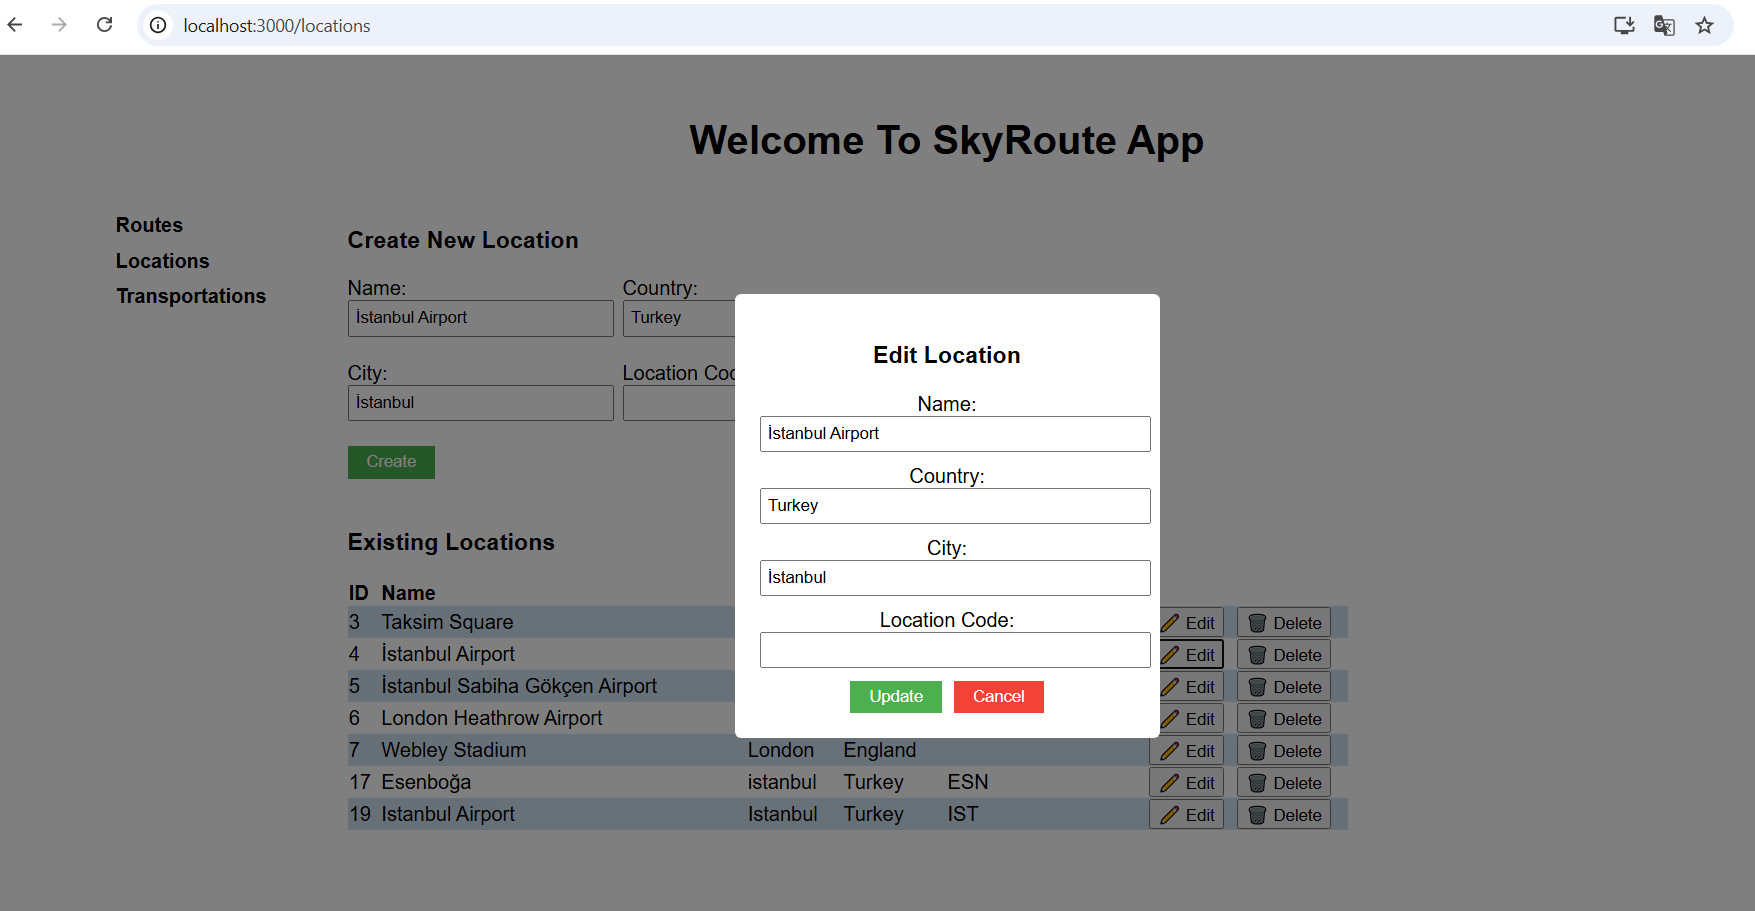 localhost:3000/locations
Welcome To SkyRoute App
Routes
Locations
Transportations
Create New Location
Name:
Country:
İstanbul Airport
Turkey
City:
Location Cod
İstanbul
Create
Existing Locations
ID Name
3 Taksim Square Edit Delete
4 İstanbul Airport Edit Delete
5 İstanbul Sabiha Gökçen Airport Edit Delete
6 London Heathrow Airport Edit Delete
7 Webley Stadium London England Edit Delete
17 Esenboğa istanbul Turkey ESN Edit Delete
19 Istanbul Airport Istanbul Turkey IST Edit Delete
Edit Location
Name:
İstanbul Airport
Country:
Turkey
City:
İstanbul
Location Code:
Update Cancel